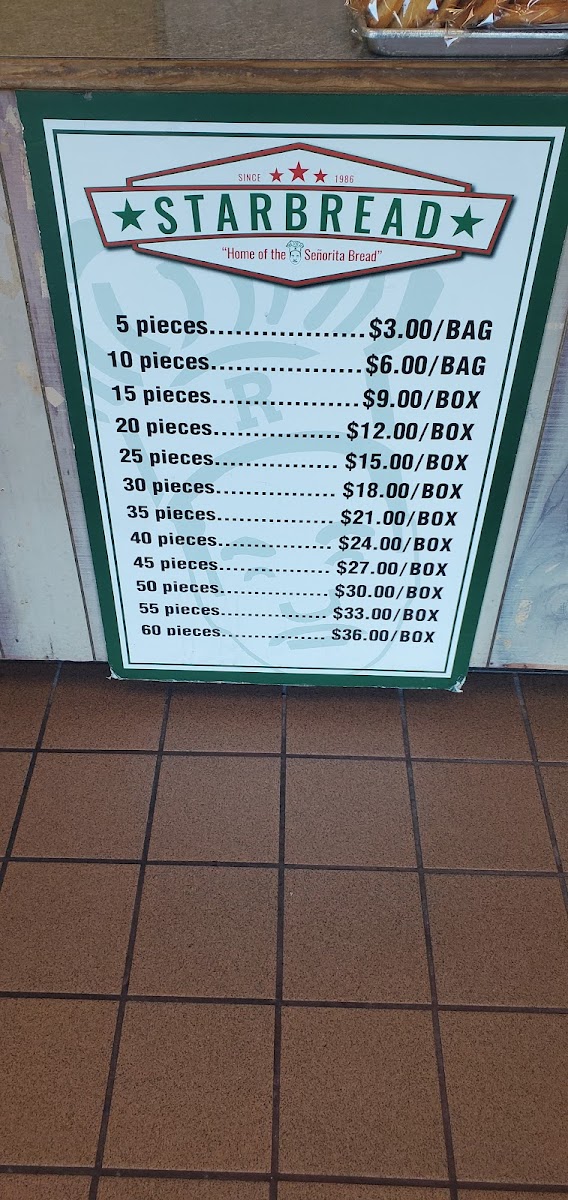 SINCE 1986
STARBREAD
"Home of the Señorita Bread"
R
5 pieces..................$3.00/BAG
10 pieces..................$6.00/BAG
15 pieces.................$9.00/BOX
20 pieces............... $12.00/BOX
25 pieces............... $15.00/BOX
30 pieces............... $18.00/BOX
35 pieces............... $21.00/BOX
40 pieces............... $24.00/BOX
45 pieces............... $27.00/BOX
50 pieces............... $30.00/BOX
55 pieces............... $33.00/BOX
60 pieces............... $36.00/BOX